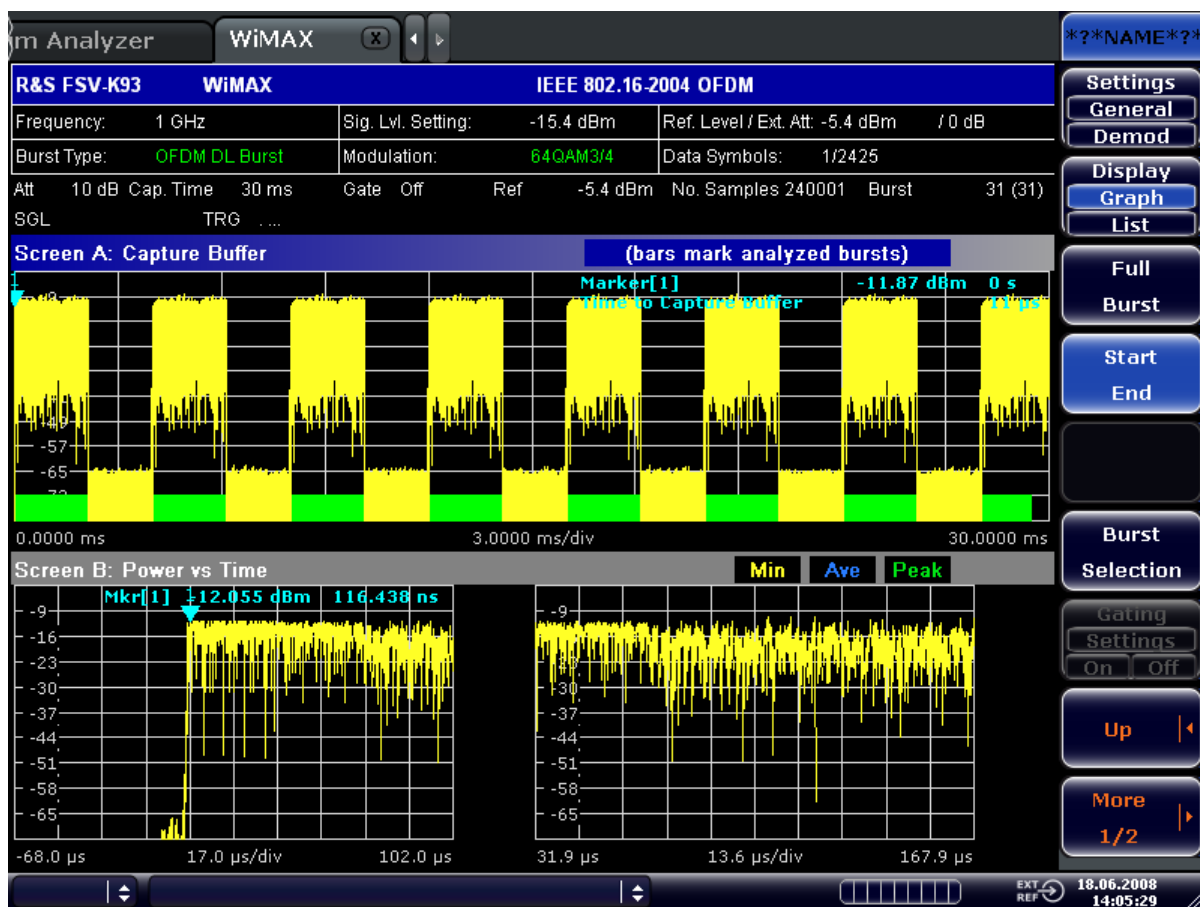 m Analyzer
WiMAX
X
*?*NAME*?*
R&S FSV-K93 WiMAX IEEE 802.16-2004 OFDM
Frequency: 1 GHz Sig. Lvl. Setting: -15.4 dBm Ref. Level / Ext. Att: -5.4 dBm / 0 dB
Burst Type: OFDM DL Burst Modulation: 64QAM3/4 Data Symbols: 1/2425
Att 10 dB Cap. Time 30 ms Gate Off Ref -5.4 dBm No. Samples 240001 Burst 31 (31)
SGL TRG . ...
Screen A: Capture Buffer (bars mark analyzed bursts)
1
Marker[1] -11.87 dBm 0 s
Time to Capture Buffer 11 µs
-9
-49
-57
-65
-73
0.0000 ms 3.0000 ms/div 30.0000 ms
Screen B: Power vs Time Min Ave Peak
Mkr[1] -12.055 dBm 116.438 ns
-9 -9
-16
-23 -23
-30 -30
-37 -37
-44 -44
-51 -51
-58 -58
-65 -65
-68.0 µs 17.0 µs/div 102.0 µs 31.9 µs 13.6 µs/div 167.9 µs
Settings
General
Demod
Display
Graph
List
Full
Burst
Start
End
Burst
Selection
Gating
Settings
On Off
Up
More
1/2
EXT
REF
18.06.2008
14:05:29